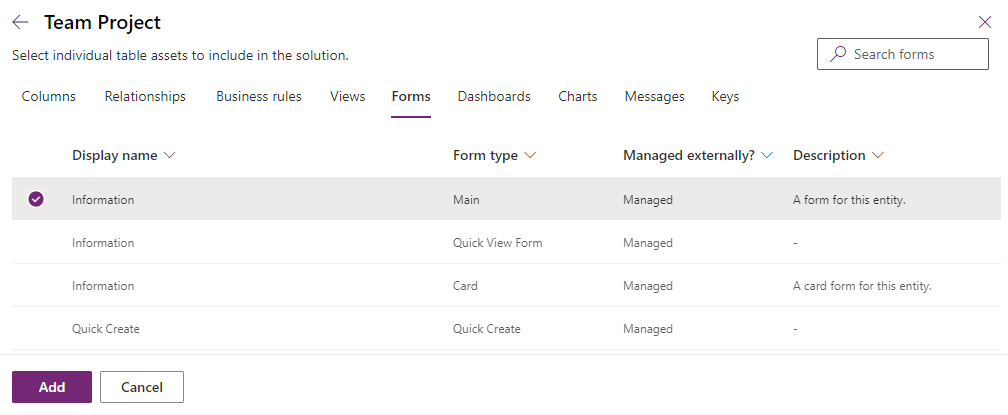 Team Project
Select individual table assets to include in the solution.
Search forms
Columns Relationships Business rules Views Forms Dashboards Charts Messages Keys
Display name Form type Managed externally? Description
Information Main Managed A form for this entity.
Information Quick View Form Managed -
Information Card Managed A card form for this entity.
Quick Create Quick Create Managed -
Add Cancel